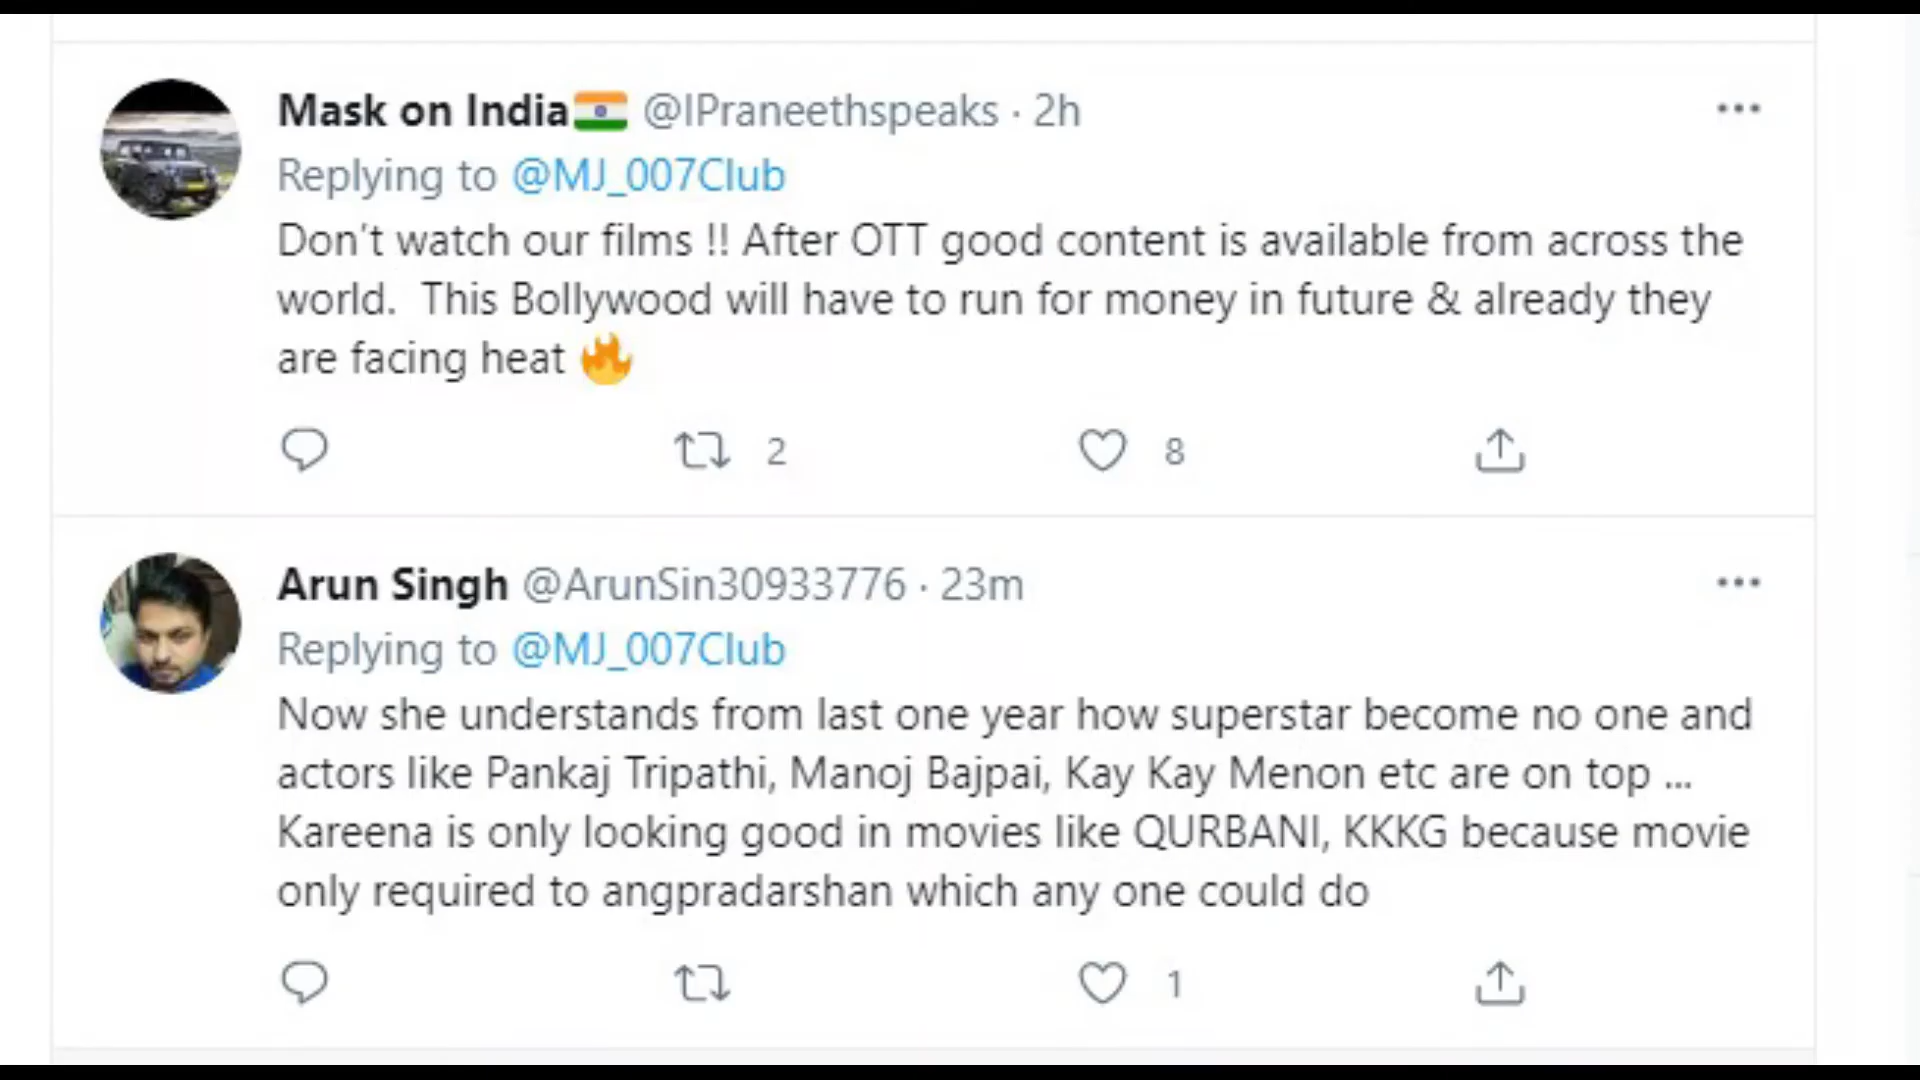 Mask on India🇮🇳 @IPraneethspeaks · 2h
Replying to @MJ_007Club
Don't watch our films !! After OTT good content is available from across the
world.  This Bollywood will have to run for money in future & already they
are facing heat 🔥
2 8
Arun Singh @ArunSin30933776 · 23m
Replying to @MJ_007Club
Now she understands from last one year how superstar become no one and
actors like Pankaj Tripathi, Manoj Bajpai, Kay Kay Menon etc are on top ...
Kareena is only looking good in movies like QURBANI, KKKG because movie
only required to angpradarshan which any one could do
1